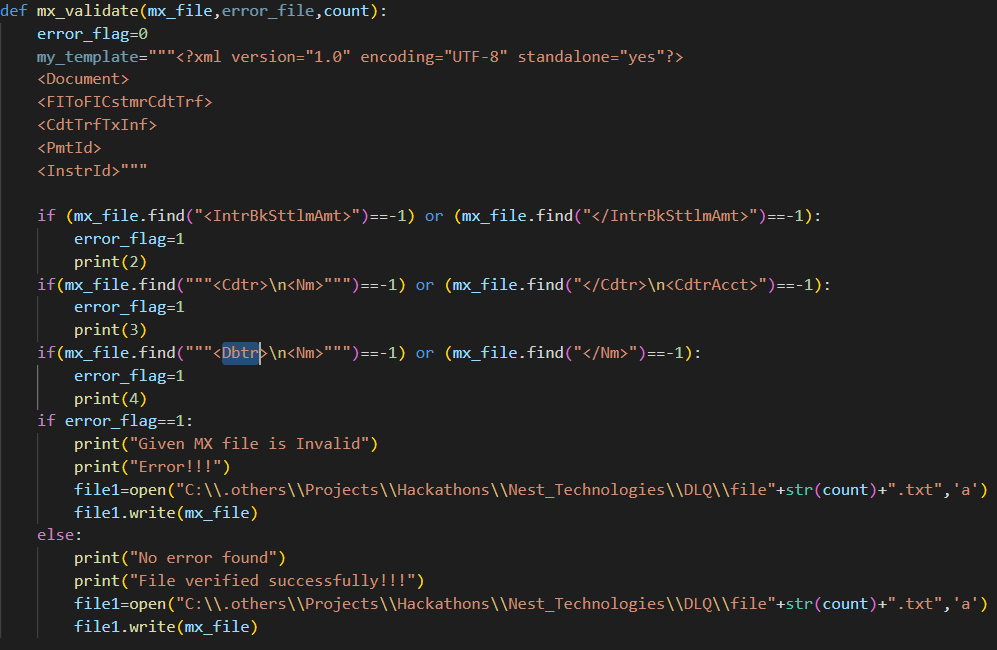 def mx_validate(mx_file,error_file,count):
    error_flag=0
    my_template="""<?xml version="1.0" encoding="UTF-8" standalone="yes"?>
    <Document>
    <FIToFICstmrCdtTrf>
    <CdtTrfTxInf>
    <PmtId>
    <InstrId>"""

    if (mx_file.find("<IntrBkSttlmAmt>")==-1) or (mx_file.find("</IntrBkSttlmAmt>")==-1):
        error_flag=1
        print(2)
    if(mx_file.find("""<Cdtr>\n<Nm>""")==-1) or (mx_file.find("</Cdtr>\n<CdtrAcct>")==-1):
        error_flag=1
        print(3)
    if(mx_file.find("""<Dbtr>\n<Nm>""")==-1) or (mx_file.find("</Nm>")==-1):
        error_flag=1
        print(4)
    if error_flag==1:
        print("Given MX file is Invalid")
        print("Error!!!")
        file1=open("C:\\.others\\Projects\\Hackathons\\Nest_Technologies\\DLQ\\file"+str(count)+".txt",'a')
        file1.write(mx_file)
    else:
        print("No error found")
        print("File verified successfully!!!")
        file1=open("C:\\.others\\Projects\\Hackathons\\Nest_Technologies\\DLQ\\file"+str(count)+".txt",'a')
        file1.write(mx_file)